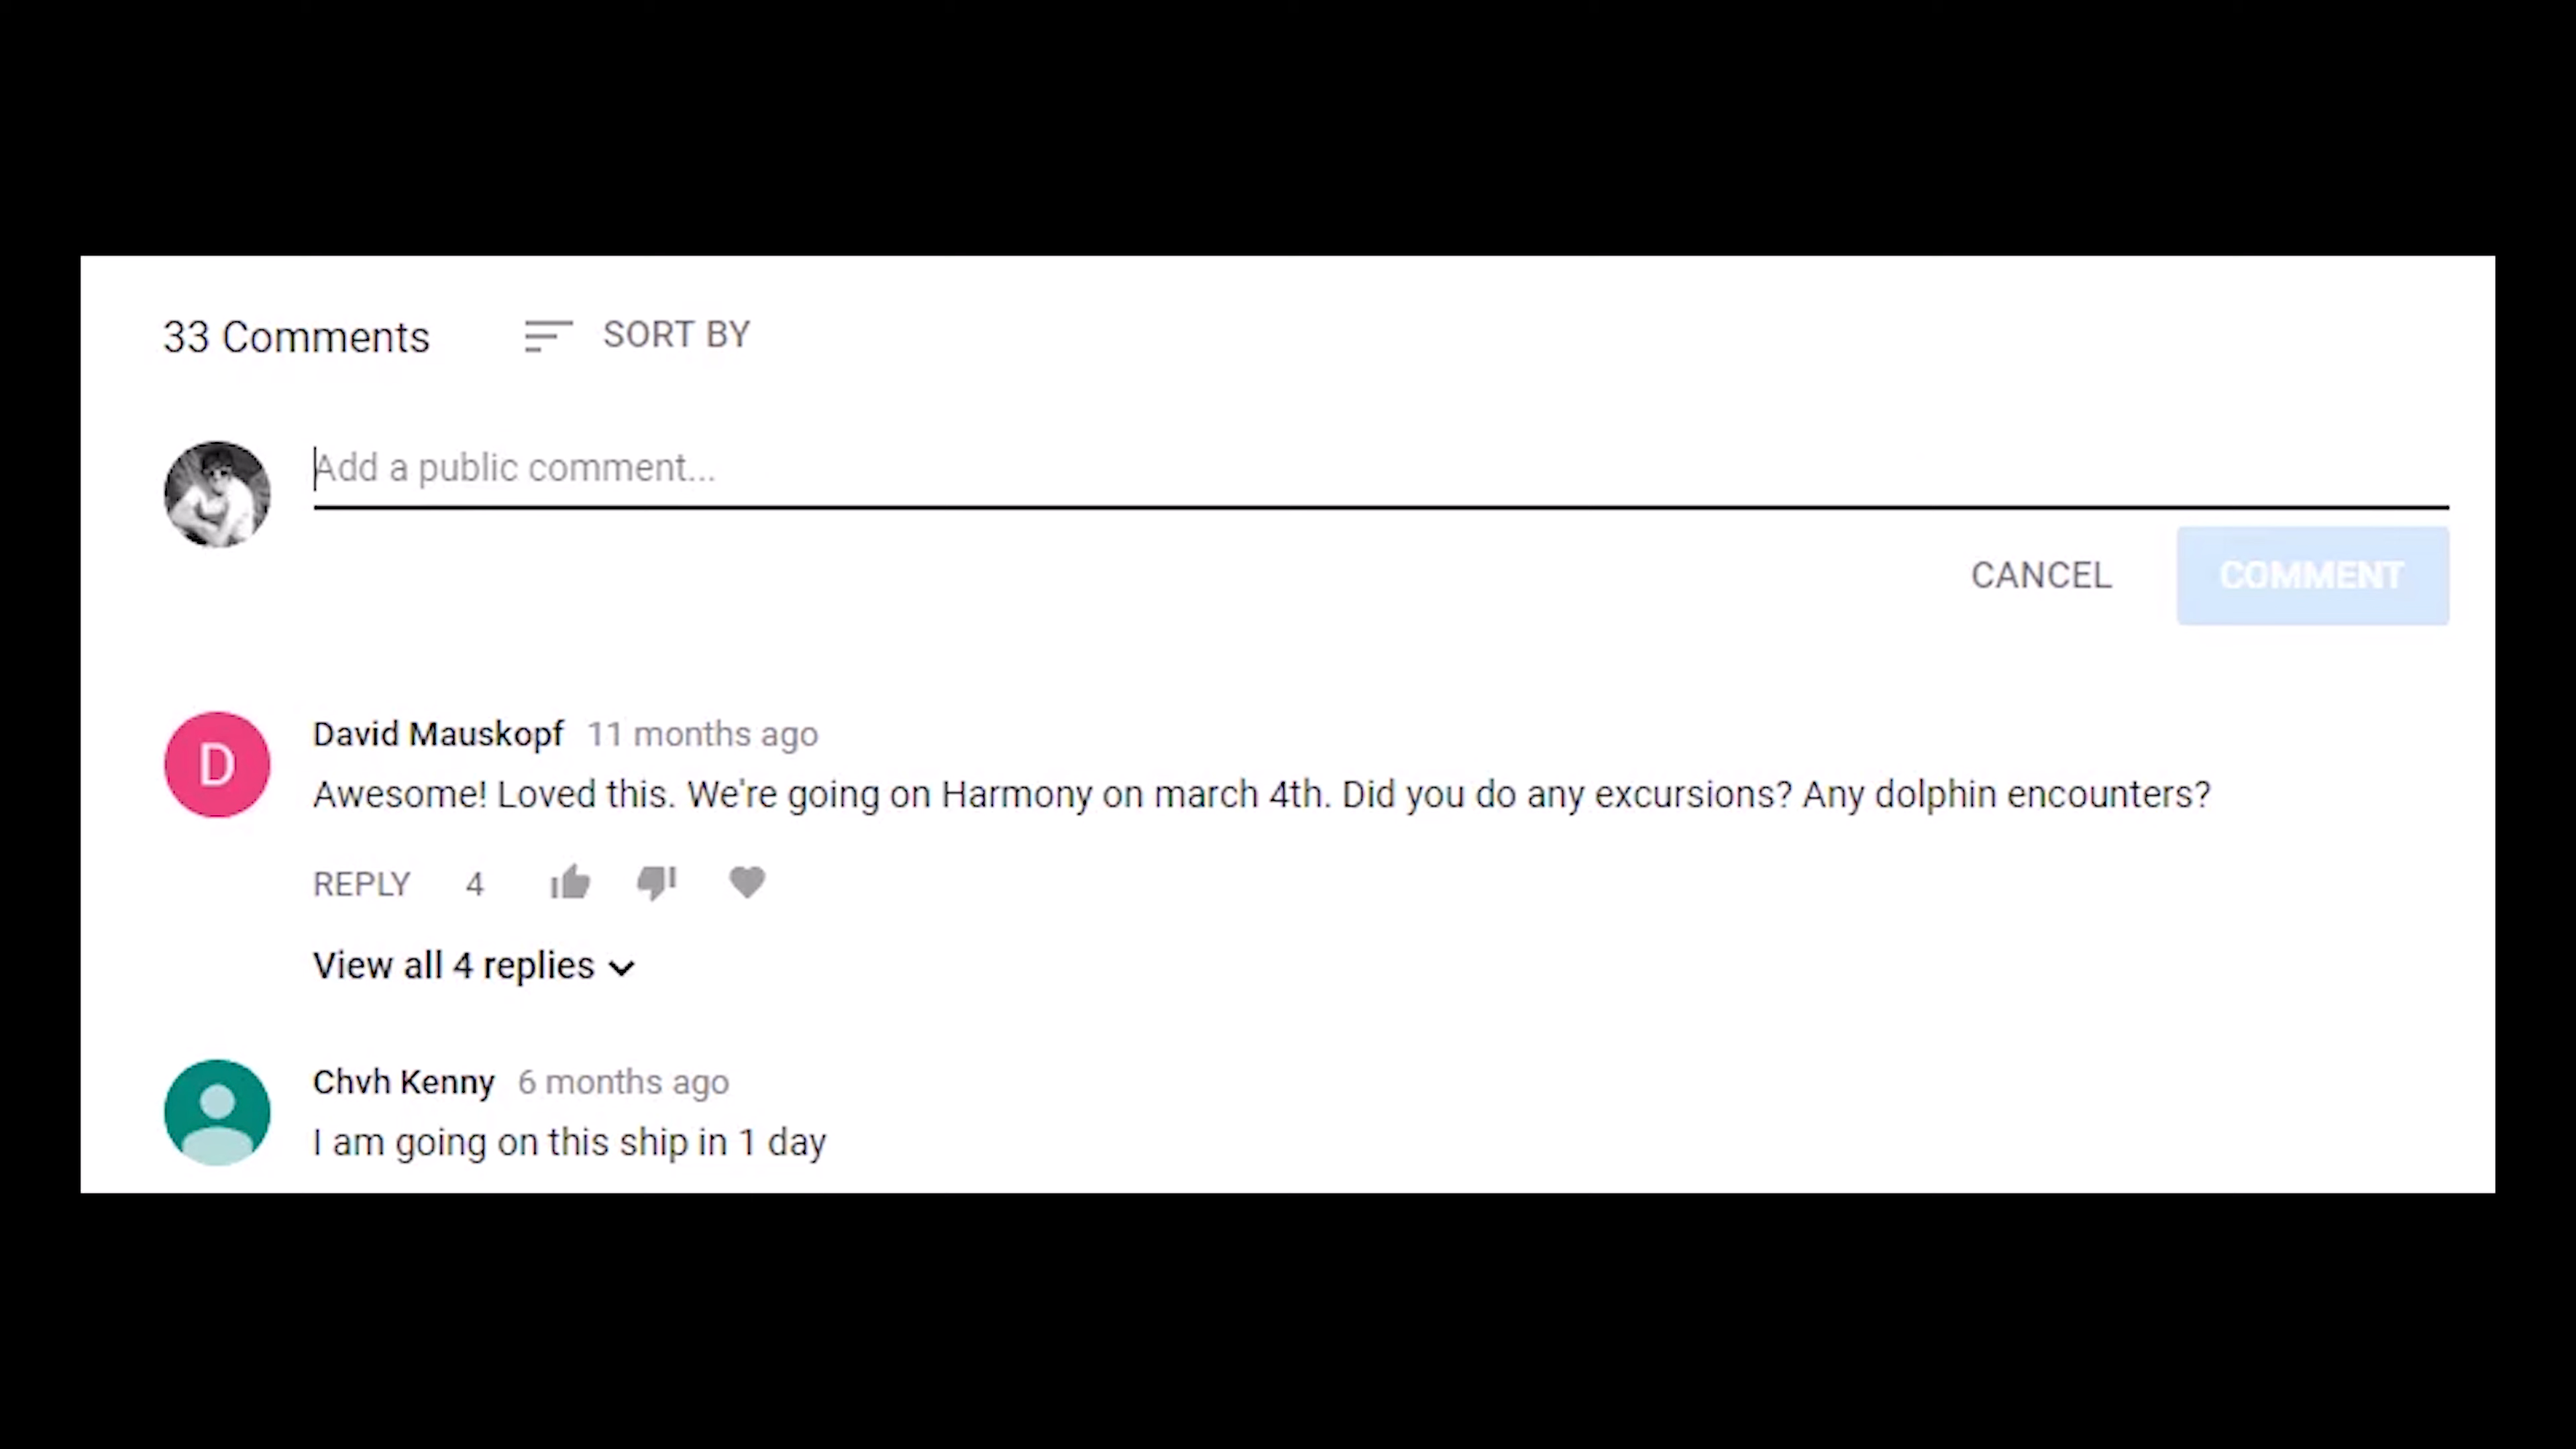 33 Comments SORT BY
Add a public comment...
CANCEL COMMENT
D
David Mauskopf 11 months ago
Awesome! Loved this. We're going on Harmony on march 4th. Did you do any excursions? Any dolphin encounters?
REPLY 4
View all 4 replies
Chvh Kenny 6 months ago
I am going on this ship in 1 day